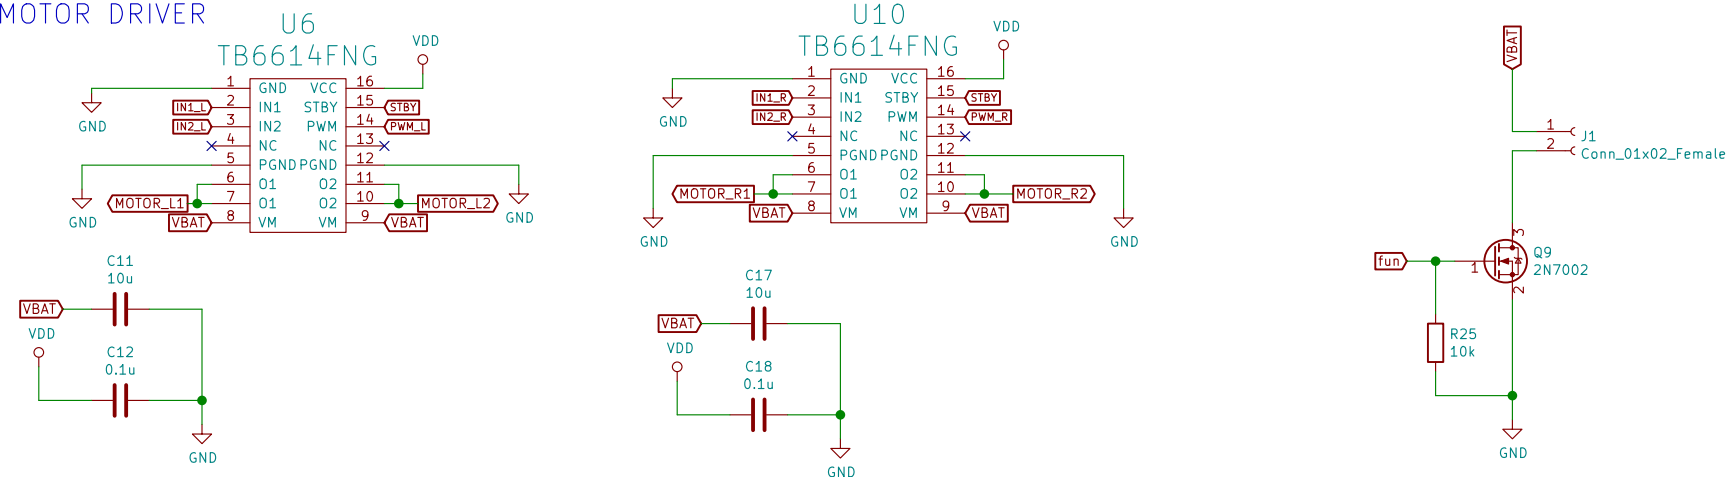 MOTOR DRIVER
U6
TB6614FNG
VDD
1 GND VCC 16
IN1_L 2 IN1 STBY 15 STBY
IN2_L 3 IN2 PWM 14 PWM_L
4 NC NC 13
5 PGND PGND 12
6 O1 O2 11
MOTOR_L1 7 O1 O2 10 MOTOR_L2
VBAT 8 VM VM 9 VBAT
GND
GND
GND
C11
10u
VBAT
VDD
C12
0.1u
GND
U10
TB6614FNG
VDD
1 GND VCC 16
IN1_R 2 IN1 STBY 15 STBY
IN2_R 3 IN2 PWM 14 PWM_R
4 NC NC 13
5 PGND PGND 12
6 O1 O2 11
MOTOR_R1 7 O1 O2 10 MOTOR_R2
VBAT 8 VM VM 9 VBAT
GND
GND
GND
C17
10u
VBAT
VDD
C18
0.1u
GND
VBAT
1
2
J1
Conn_01x02_Female
3
fun
1
Q9
2N7002
2
R25
10k
GND